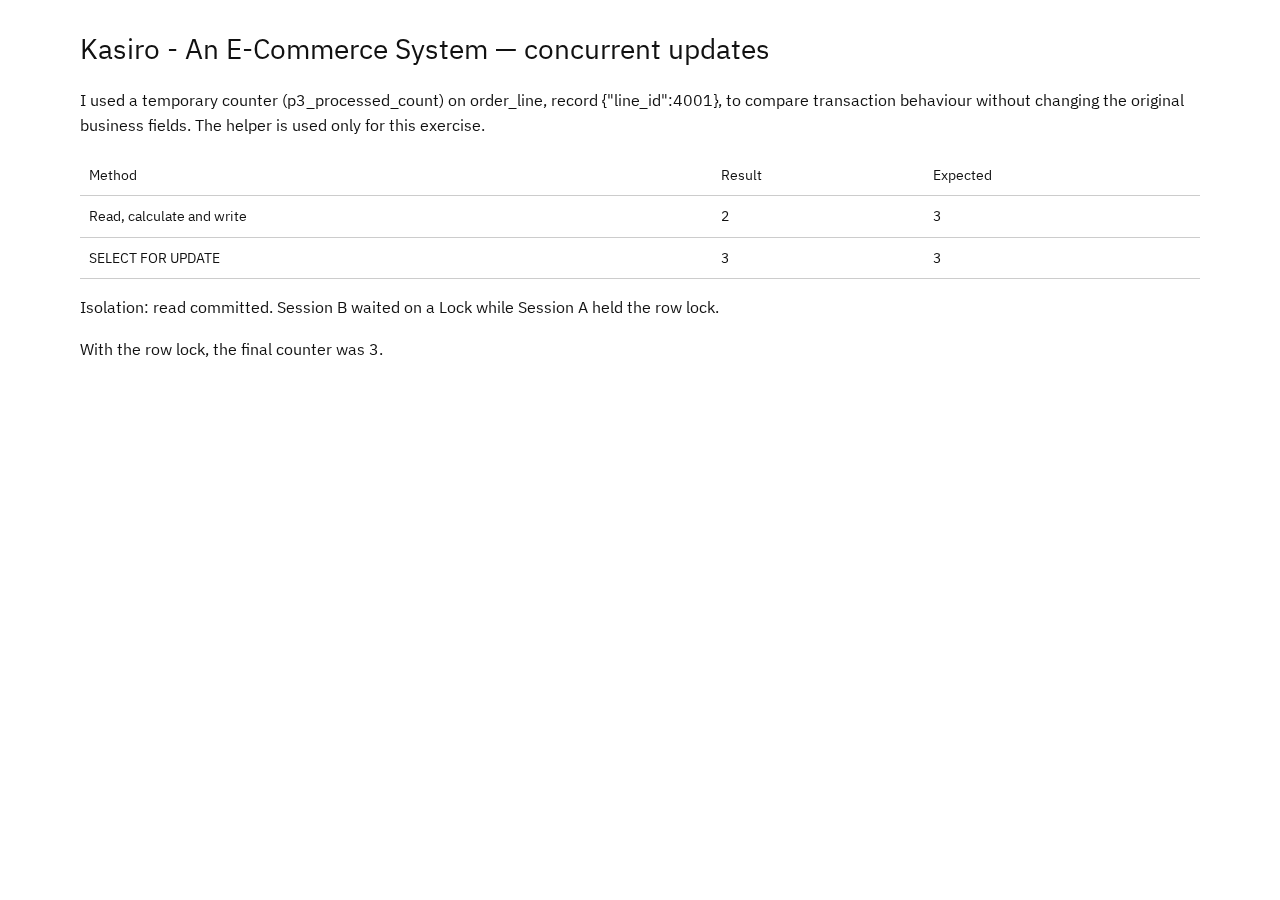 Kasiro - An E-Commerce System — concurrent updates
I used a temporary counter (p3_processed_count) on order_line, record {"line_id":4001}, to compare transaction behaviour without changing the original
business fields. The helper is used only for this exercise.
Method Result Expected
Read, calculate and write 2 3
SELECT FOR UPDATE 3 3
Isolation: read committed. Session B waited on a Lock while Session A held the row lock.
With the row lock, the final counter was 3.